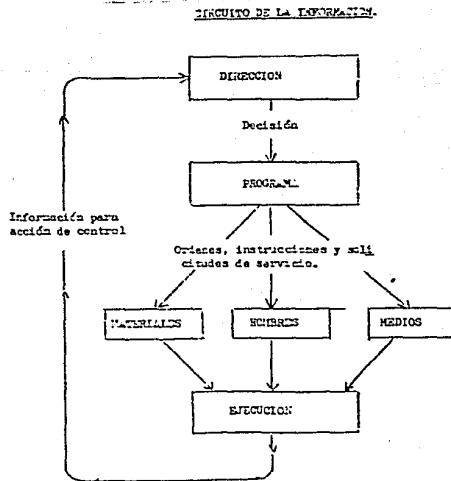 CIRCUITO DE LA INFORMACION.
DIRECCION
Decisión
PROGRAMA
Información para
acción de control
Ordenes, instrucciones y soli
citudes de servicio.
MATERIALES
HOMBRES
MEDIOS
EJECUCION